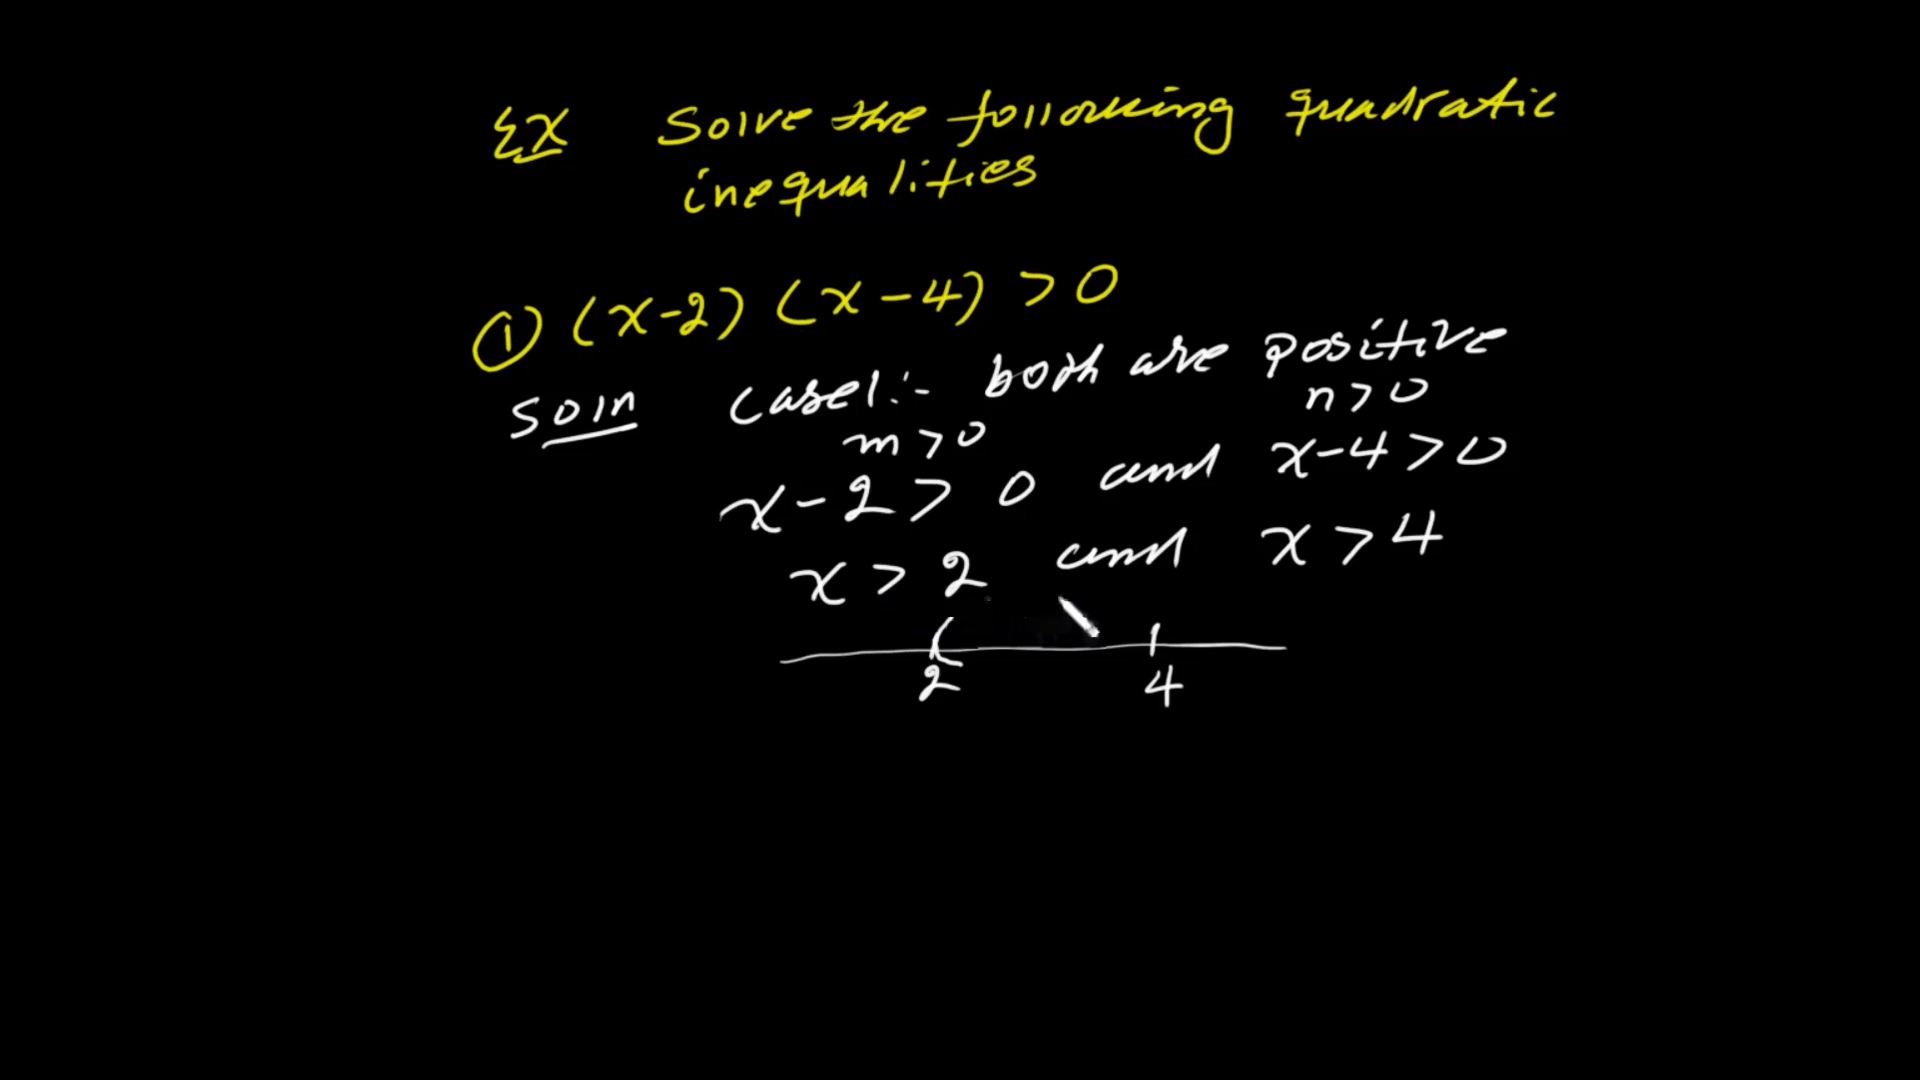 Ex Solve the following quadratic
inequalities
① (x-2) (x-4) > 0
Soln Case1:- both are positive
m > 0 n > 0
x-2 > 0 and x-4 > 0
x > 2 and x > 4
(
2 4